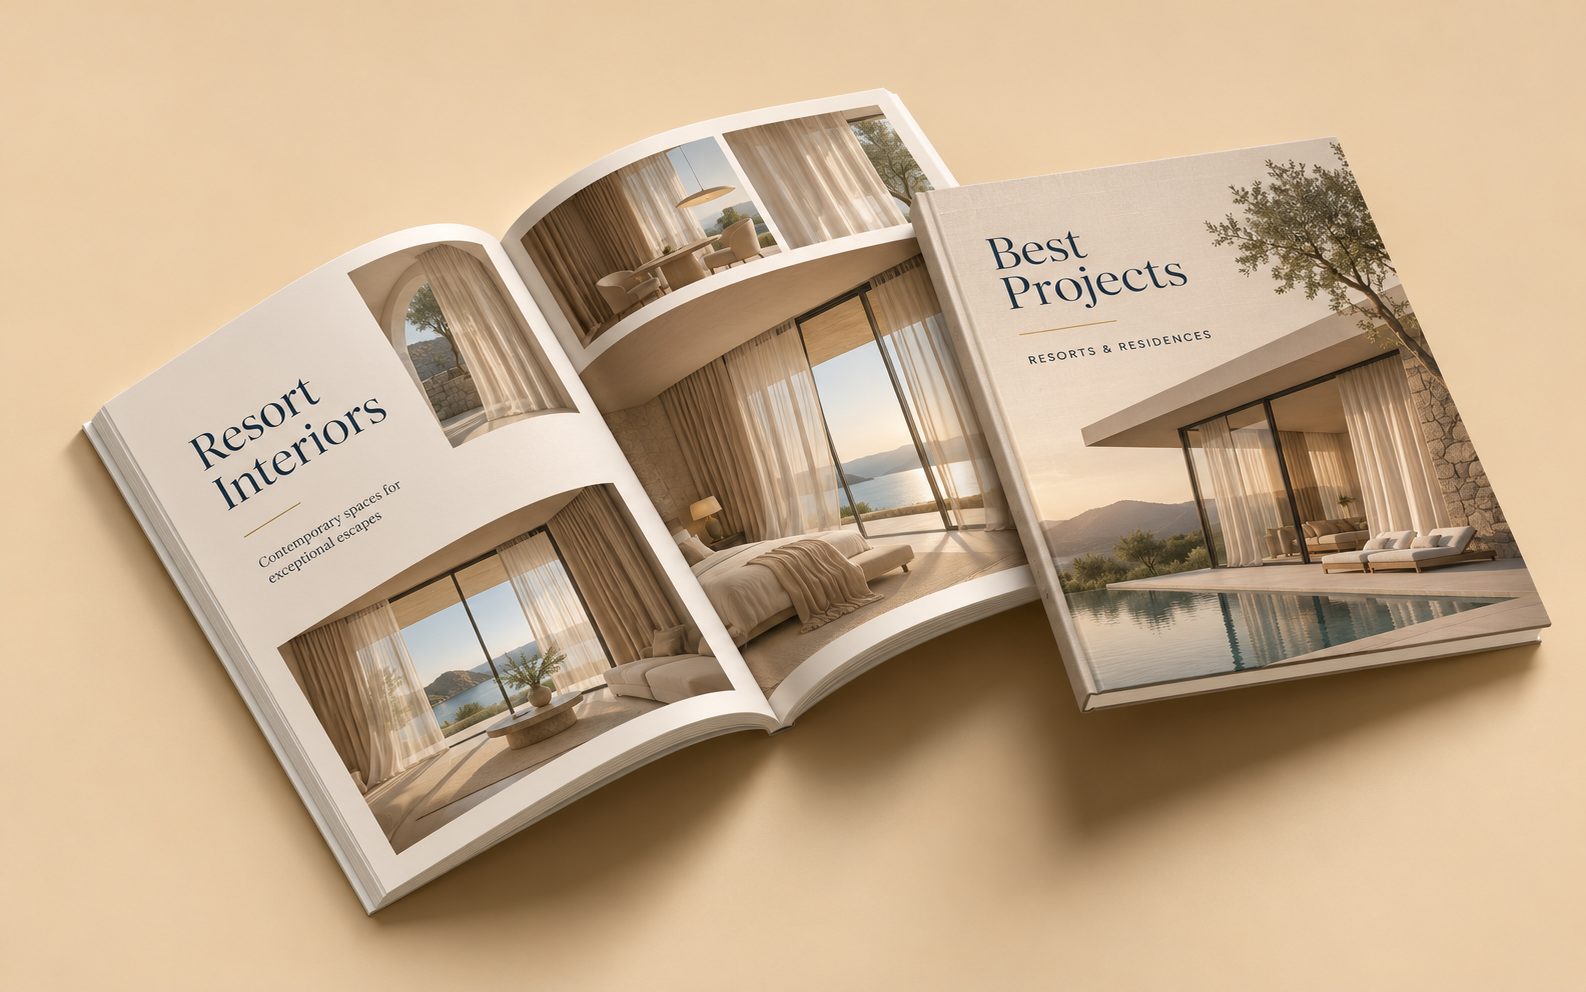 Resort
Interiors
Contemporary spaces for
exceptional escapes
Best
Projects
RESORTS & RESIDENCES